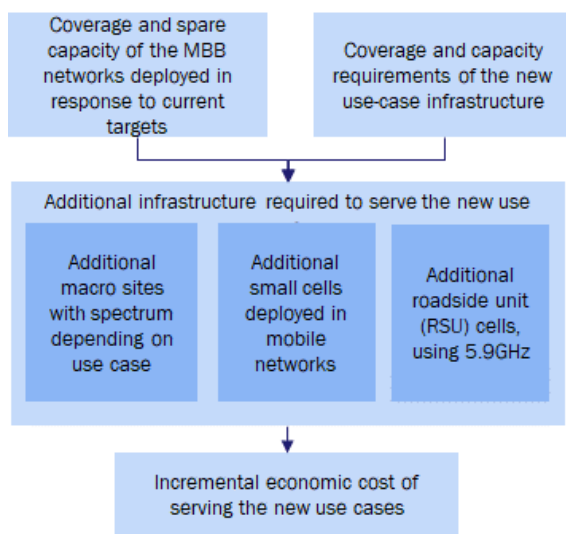 Coverage and spare
capacity of the MBB
networks deployed in
response to current
targets
Coverage and capacity
requirements of the new
use-case infrastructure
Additional infrastructure required to serve the new use
Additional
macro sites
with spectrum
depending on
use case
Additional
small cells
deployed in
mobile
networks
Additional
roadside unit
(RSU) cells,
using 5.9GHz
Incremental economic cost of
serving the new use cases